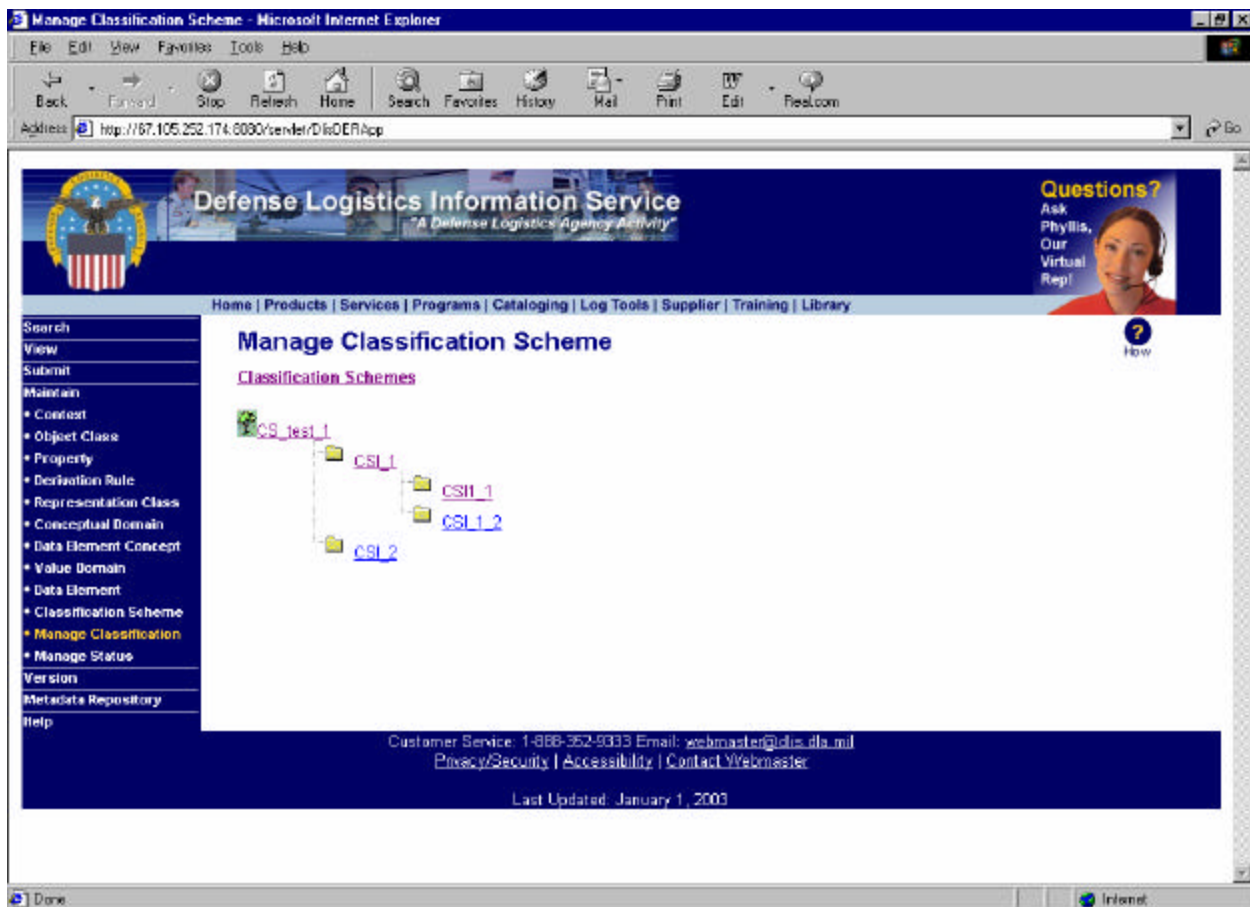 Manage Classification Scheme - Microsoft Internet Explorer
File Edit View Favorites Tools Help
Back Forward Stop Refresh Home Search Favorites History Mail Print Edit Real.com
Address http://67.105.252.174:8080/servlet/DlisDERApp Go
Defense Logistics Information Service
"A Defense Logistics Agency Activity"
Questions?
Ask
Phyllis,
Our
Virtual
Rep!
Home | Products | Services | Programs | Cataloging | Log Tools | Supplier | Training | Library
Search
View
Submit
Maintain
• Context
• Object Class
• Property
• Derivation Rule
• Representation Class
• Conceptual Domain
• Data Element Concept
• Value Domain
• Data Element
• Classification Scheme
• Manage Classification
• Manage Status
Version
Metadata Repository
Help
Manage Classification Scheme
?
How
Classification Schemes
CS_test_1
CSI_1
CSI1_1
CSI_1_2
CSI_2
Customer Service: 1-888-352-9333 Email: webmaster@dlis.dla.mil
Privacy/Security | Accessibility | Contact Webmaster
Last Updated: January 1, 2003
Done
Internet